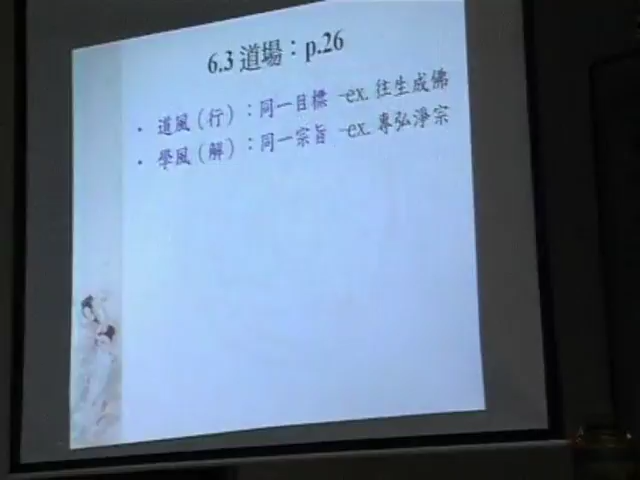 6.3 道場：p.26
• 道風（行）：同一目標 –ex. 往生成佛
• 學風（解）：同一宗旨 –ex. 專弘淨宗